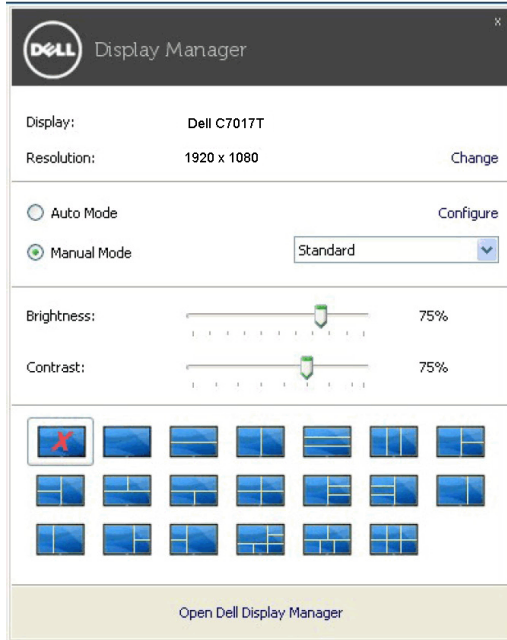 x
DELL Display Manager
Display: Dell C7017T
Resolution: 1920 x 1080 Change
Auto Mode Configure
Manual Mode Standard
Brightness: 75%
Contrast: 75%
Open Dell Display Manager